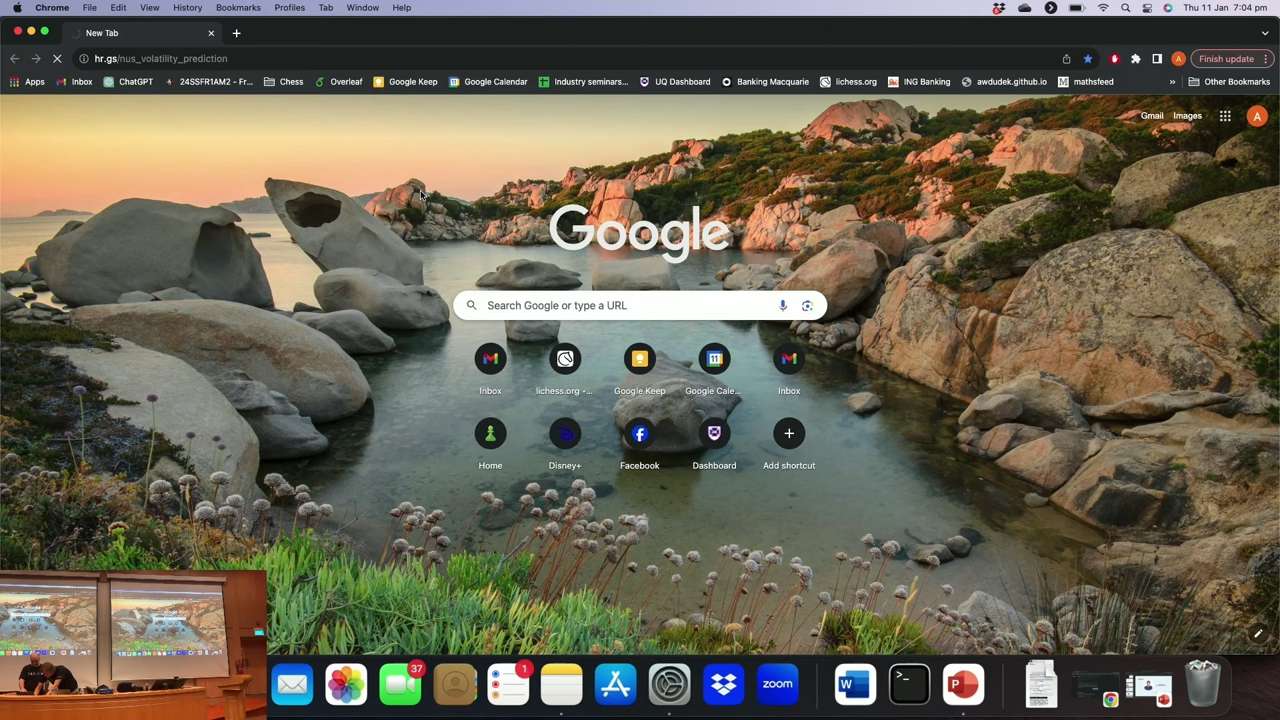 Chrome File Edit View History Bookmarks Profiles Tab Window Help Thu 11 Jan 7:04 pm
New Tab
hr.gs/nus_volatility_prediction Finish update
Apps Inbox ChatGPT 24SSFR1AM2 - Fr... Chess Overleaf Google Keep Google Calendar Industry seminars... UQ Dashboard Banking Macquarie lichess.org ING Banking awdudek.github.io mathsfeed » Other Bookmarks
Gmail Images A
Google
Search Google or type a URL
Inbox lichess.org •... Google Keep Google Cale... Inbox
Home Disney+ Facebook Dashboard Add shortcut
37 1 zoom